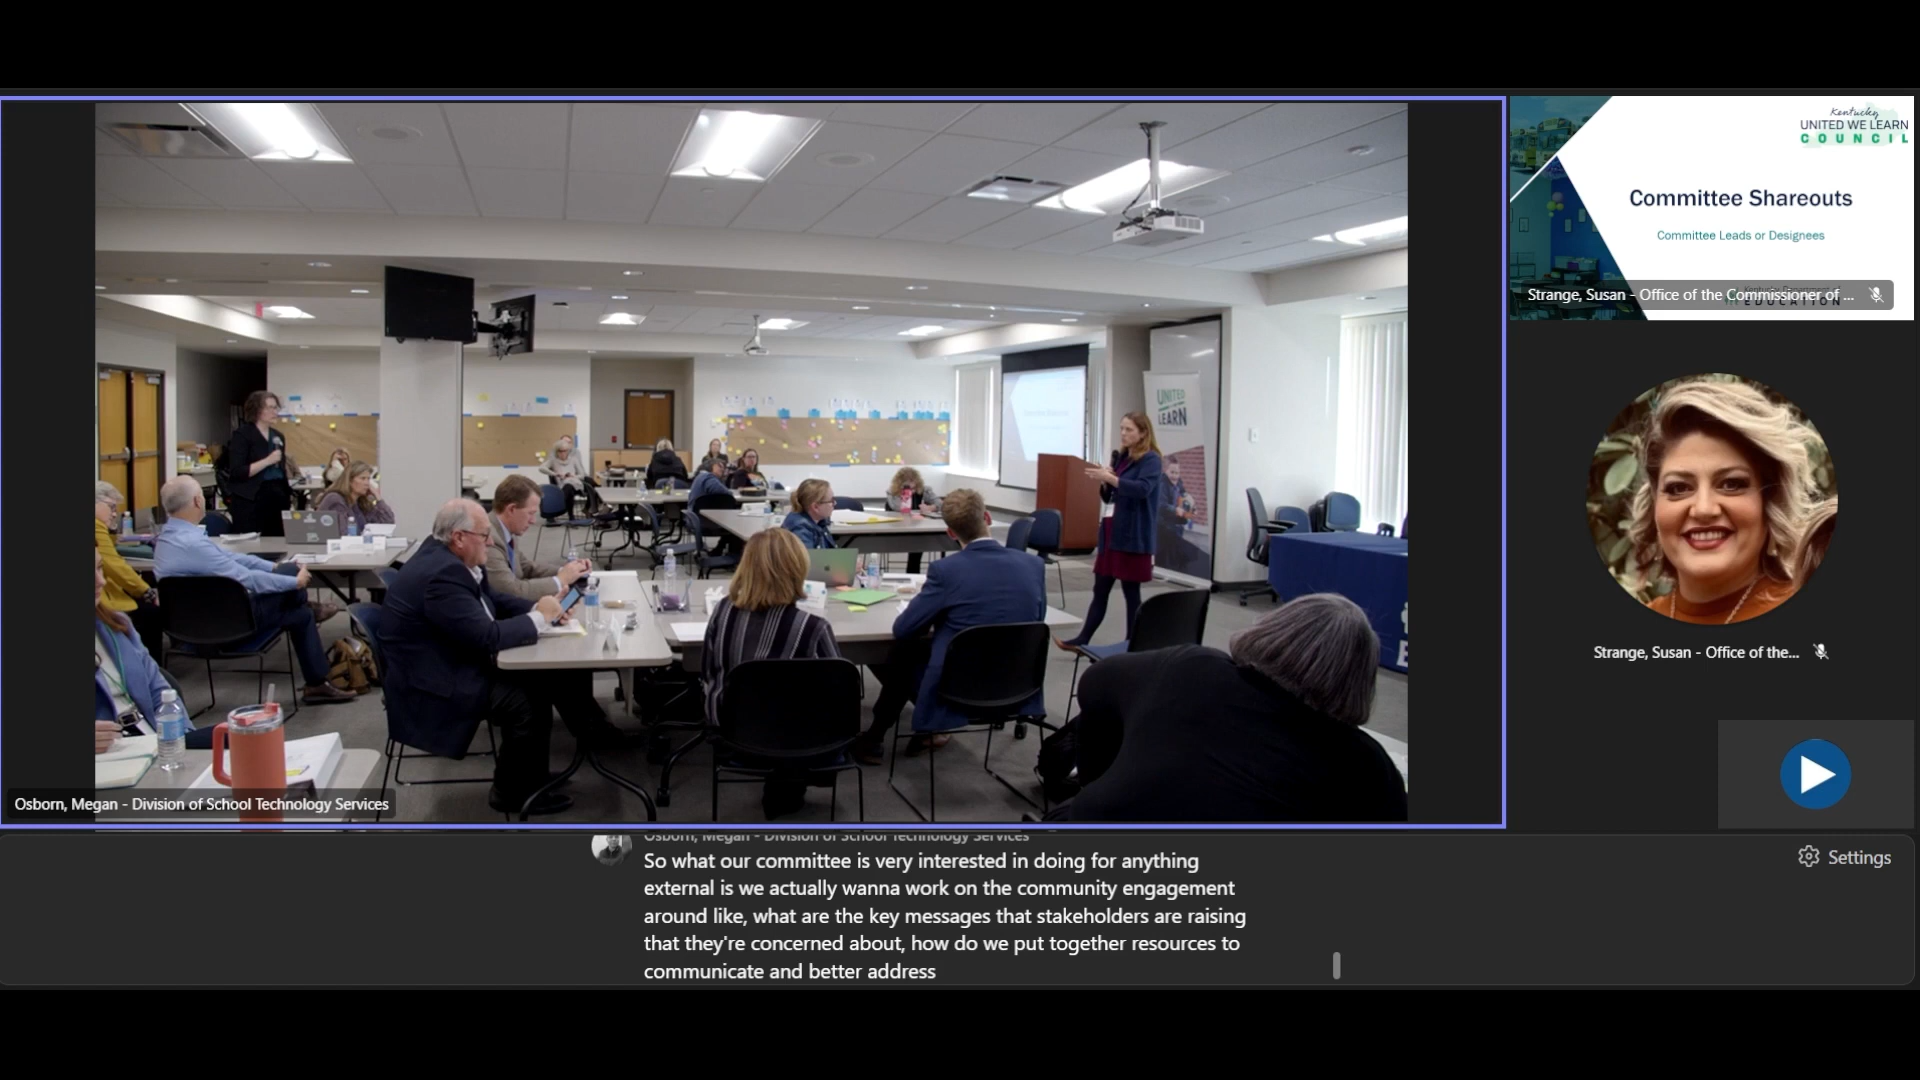 Kentucky
UNITED WE LEARN
COUNCIL
Committee Shareouts
Committee Leads or Designees
Strange, Susan - Office of the Commissioner of ...
EDUCATION
UNITED
LEARN
Strange, Susan - Office of the...
Osborn, Megan - Division of School Technology Services
Osborn, Megan - Division of School Technology Services
So what our committee is very interested in doing for anything
external is we actually wanna work on the community engagement
around like, what are the key messages that stakeholders are raising
that they're concerned about, how do we put together resources to
communicate and better address
Settings